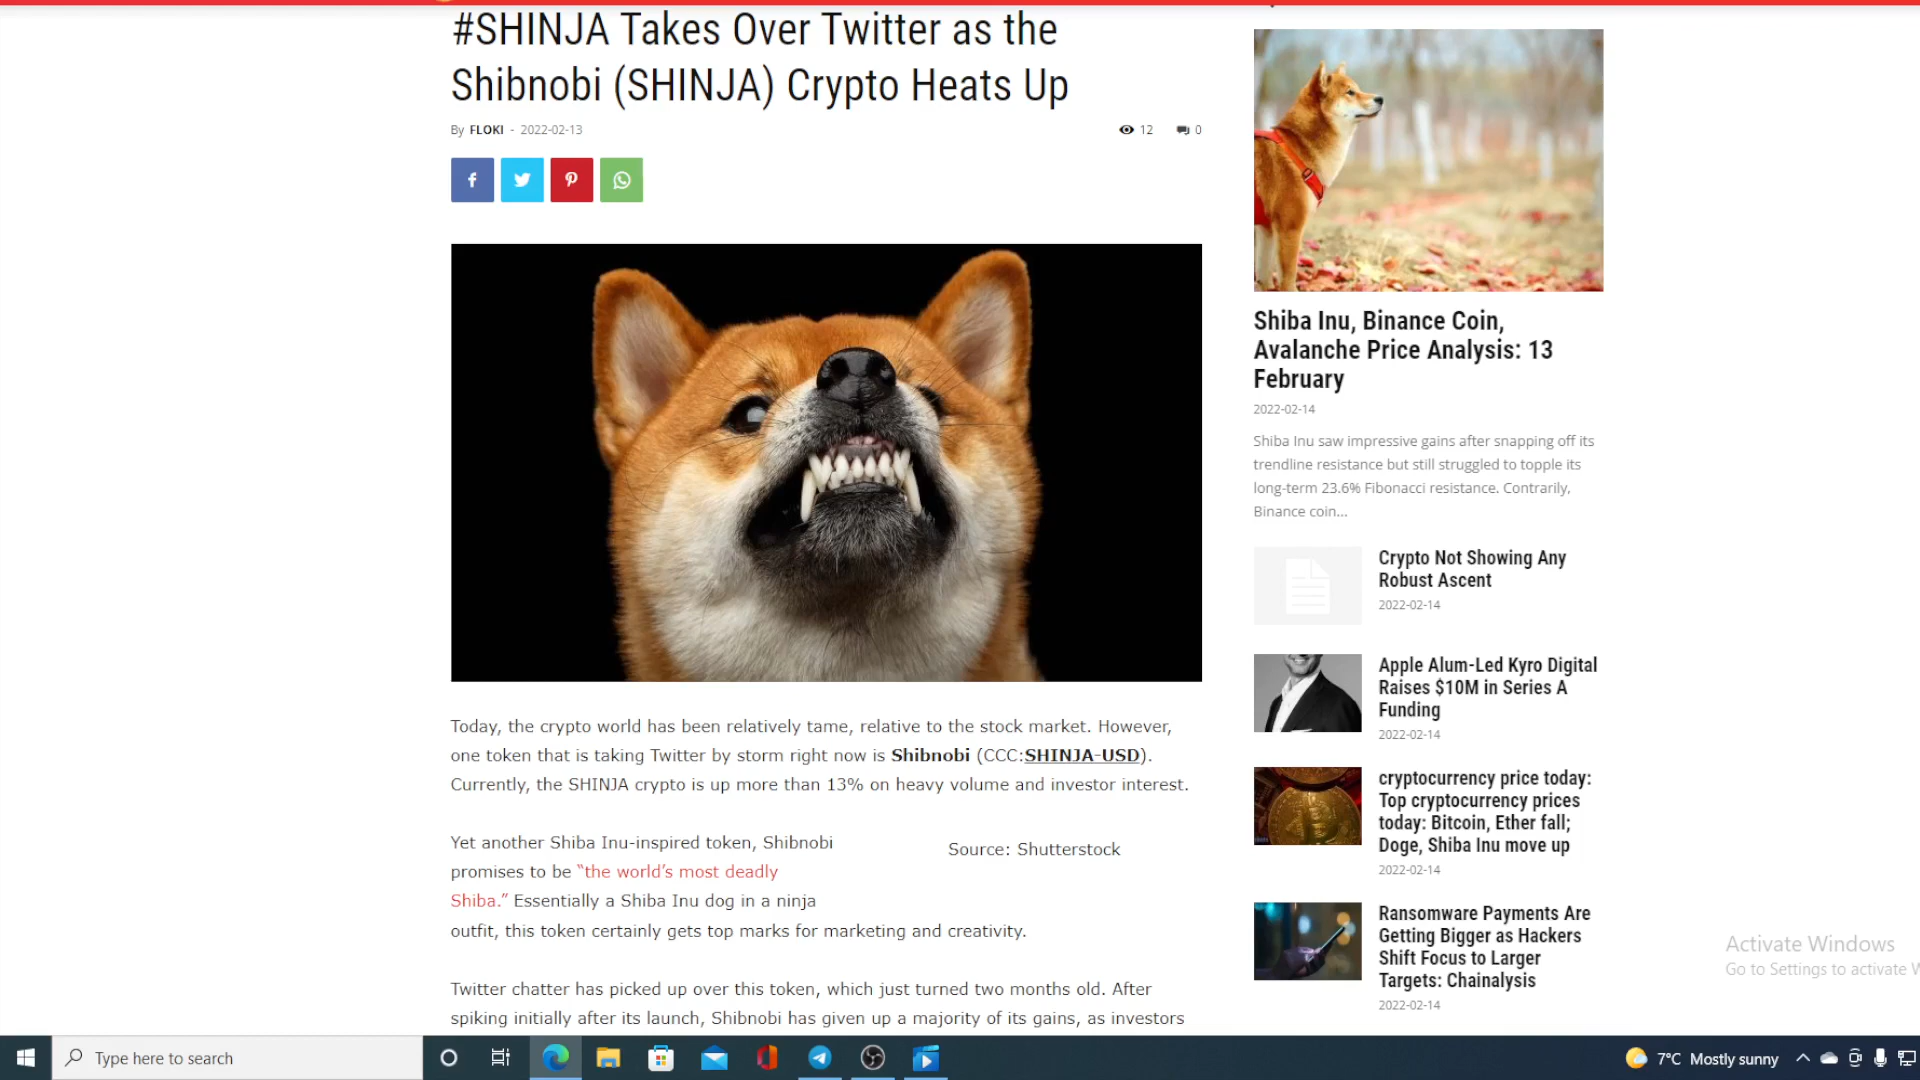 #SHINJA Takes Over Twitter as the
Shibnobi (SHINJA) Crypto Heats Up
By FLOKI - 2022-02-13
12
0
Today, the crypto world has been relatively tame, relative to the stock market. However,
one token that is taking Twitter by storm right now is Shibnobi (CCC:SHINJA-USD).
Currently, the SHINJA crypto is up more than 13% on heavy volume and investor interest.
Yet another Shiba Inu-inspired token, Shibnobi
promises to be “the world’s most deadly
Shiba.” Essentially a Shiba Inu dog in a ninja
outfit, this token certainly gets top marks for marketing and creativity.
Source: Shutterstock
Twitter chatter has picked up over this token, which just turned two months old. After
spiking initially after its launch, Shibnobi has given up a majority of its gains, as investors
Shiba Inu, Binance Coin,
Avalanche Price Analysis: 13
February
2022-02-14
Shiba Inu saw impressive gains after snapping off its
trendline resistance but still struggled to topple its
long-term 23.6% Fibonacci resistance. Contrarily,
Binance coin...
Crypto Not Showing Any
Robust Ascent
2022-02-14
Apple Alum-Led Kyro Digital
Raises $10M in Series A
Funding
2022-02-14
cryptocurrency price today:
Top cryptocurrency prices
today: Bitcoin, Ether fall;
Doge, Shiba Inu move up
2022-02-14
Ransomware Payments Are
Getting Bigger as Hackers
Shift Focus to Larger
Targets: Chainalysis
2022-02-14
Activate Windows
Go to Settings to activate W
Type here to search
7°C Mostly sunny